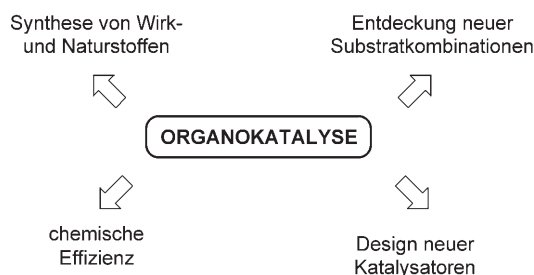 Synthese von Wirk-
und Naturstoffen
Entdeckung neuer
Substratkombinationen
ORGANOKATALYSE
chemische
Effizienz
Design neuer
Katalysatoren